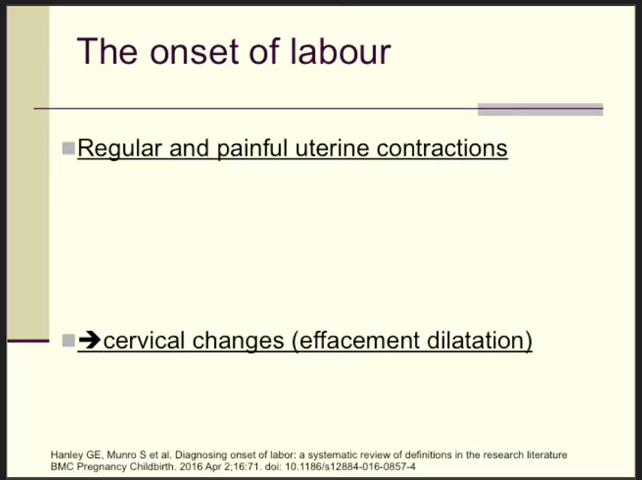 The onset of labour
Regular and painful uterine contractions
➔cervical changes (effacement dilatation)
Hanley GE, Munro S et al. Diagnosing onset of labor: a systematic review of definitions in the research literature
BMC Pregnancy Childbirth. 2016 Apr 2;16:71. doi: 10.1186/s12884-016-0857-4